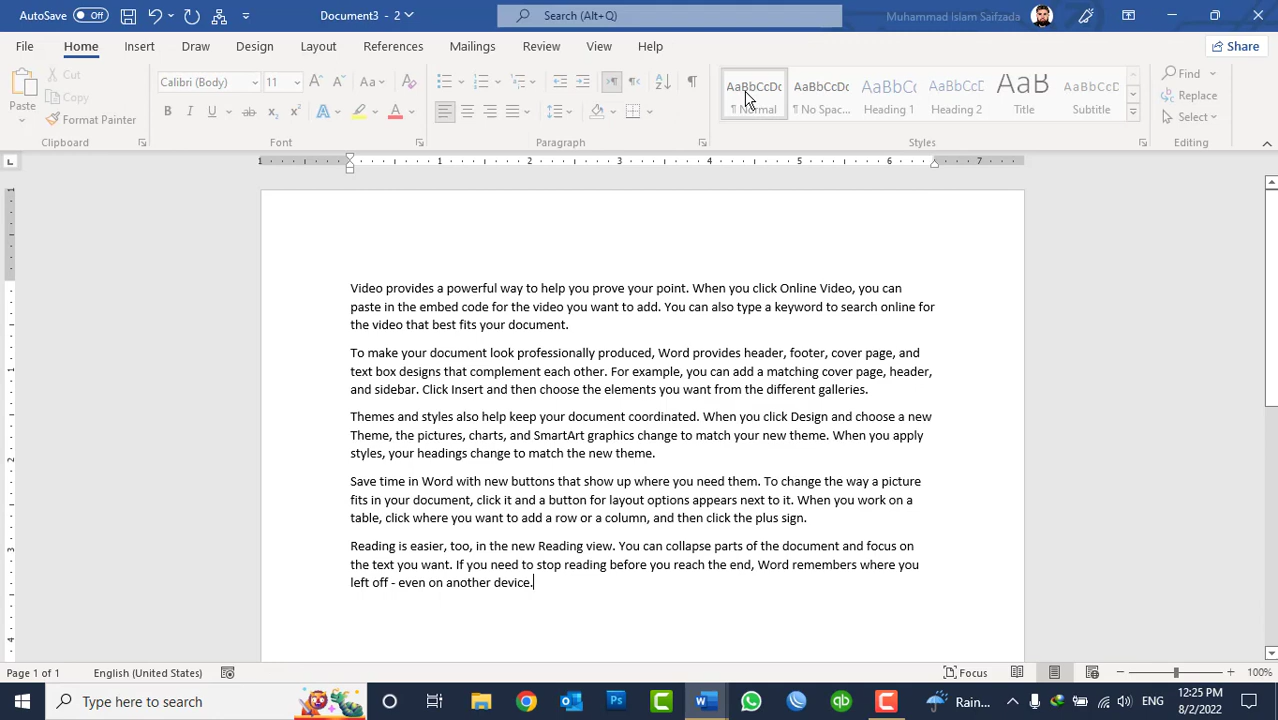 AutoSave Off Document3 - 2 Search (Alt+Q) Muhammad Islam Saifzada
File Home Insert Draw Design Layout References Mailings Review View Help Share
Paste Cut Copy Format Painter
Calibri (Body) 11 Aa
B I U
AaBbCcDc AaBbCcDc AaBbCc AaBbCcD AaB AaBbCcD
¶ Normal ¶ No Spac... Heading 1 Heading 2 Title Subtitle
Find
Replace
Select
Clipboard Font Paragraph Styles Editing
1 1 2 3 4 5 6 7
Video provides a powerful way to help you prove your point. When you click Online Video, you can
paste in the embed code for the video you want to add. You can also type a keyword to search online for
the video that best fits your document.
To make your document look professionally produced, Word provides header, footer, cover page, and
text box designs that complement each other. For example, you can add a matching cover page, header,
and sidebar. Click Insert and then choose the elements you want from the different galleries.
Themes and styles also help keep your document coordinated. When you click Design and choose a new
Theme, the pictures, charts, and SmartArt graphics change to match your new theme. When you apply
styles, your headings change to match the new theme.
Save time in Word with new buttons that show up where you need them. To change the way a picture
fits in your document, click it and a button for layout options appears next to it. When you work on a
table, click where you want to add a row or a column, and then click the plus sign.
Reading is easier, too, in the new Reading view. You can collapse parts of the document and focus on
the text you want. If you need to stop reading before you reach the end, Word remembers where you
left off - even on another device.
Page 1 of 1 English (United States) Focus 100%
Type here to search Rain... ENG 12:25 PM
8/2/2022